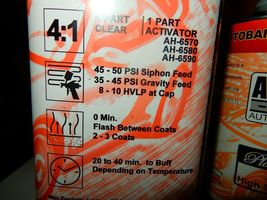 4:1
PART
CLEAR
1 PART
ACTIVATOR
AH-6570
AH-6580
AH-6590
45 - 50 PSI Siphon Feed
35 - 45 PSI Gravity Feed
8 - 10 HVLP at Cap
0 Min.
Flash Between Coats
2 - 3 Coats
20 to 40 min. to Buff
Depending on Temperature
High